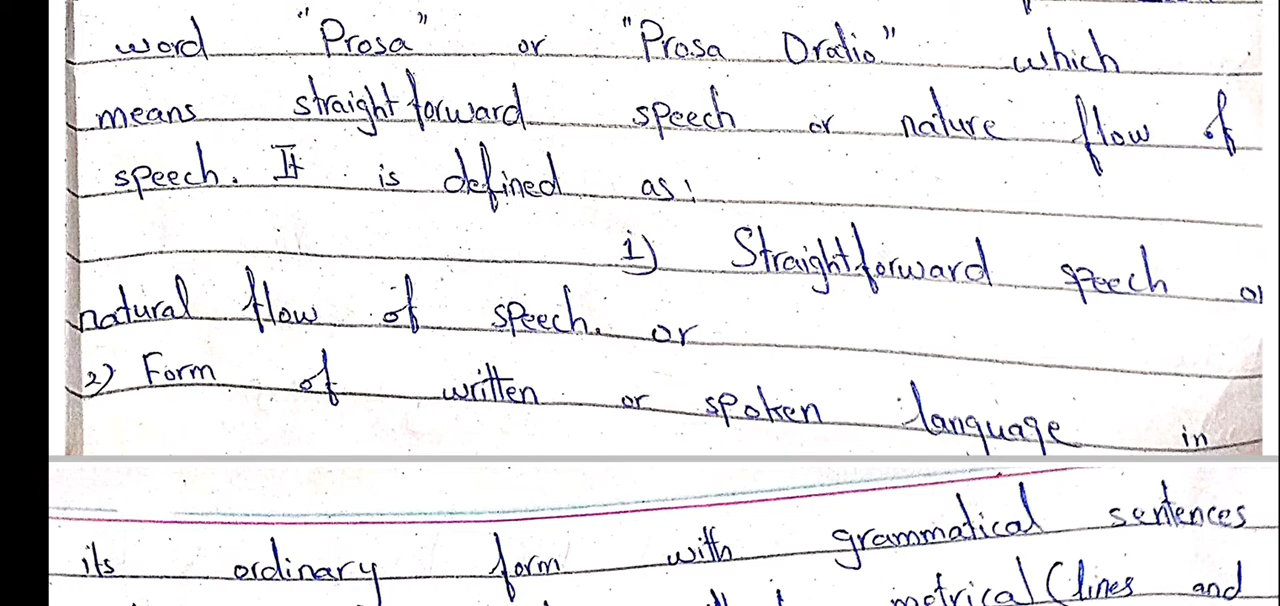 word "Prosa" or "Prosa Oratio" which
means straightforward speech or nature flow of
speech. It is defined as:
1) Straightforward speech or
natural flow of speech. or
2) Form of written or spoken language in
its ordinary form with grammatical sentences
metrical (lines and